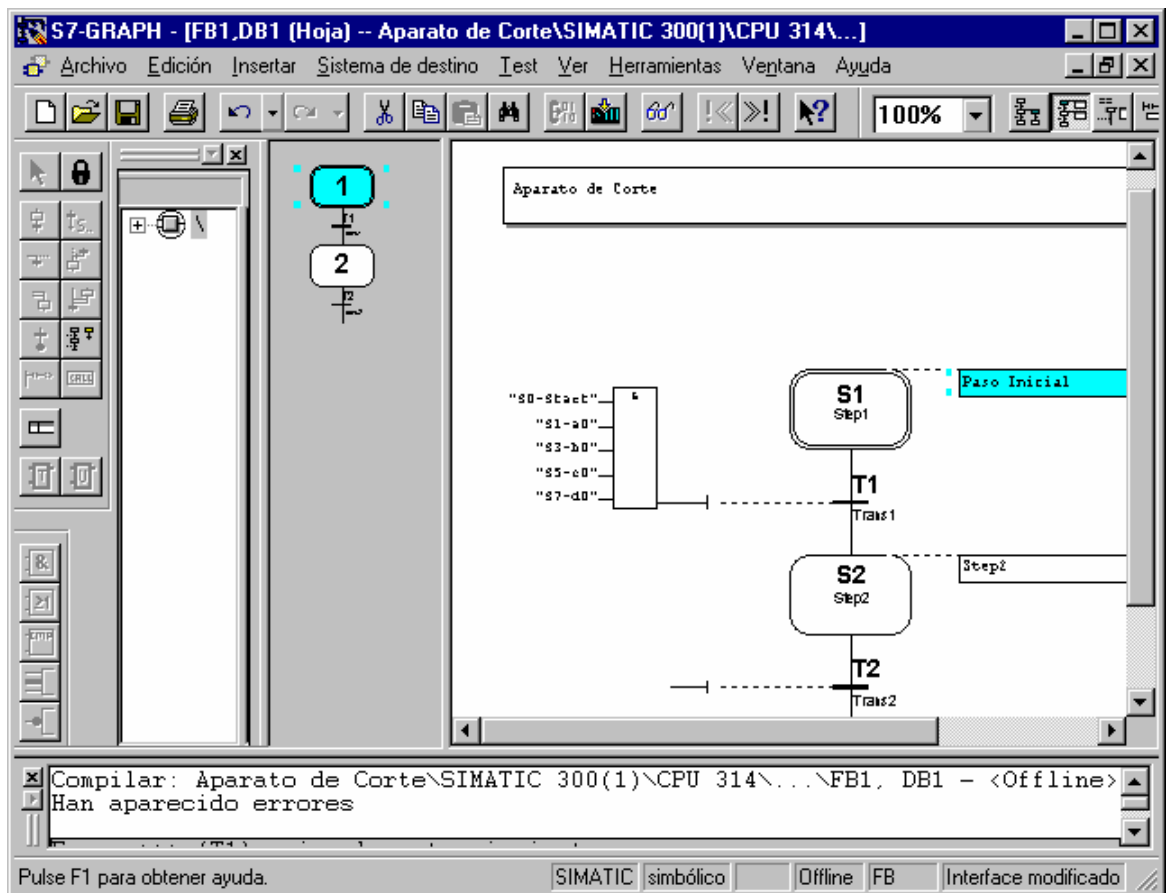 S7-GRAPH - [FB1,DB1 (Hoja) -- Aparato de Corte\SIMATIC 300(1)\CPU 314\...]
Archivo Edición Insertar Sistema de destino Test Ver Herramientas Ventana Ayuda
100%
\
1
T1
2
T2
Aparato de Corte
Paso Inicial
S1
Step1
"S0-Start"
&
"S1-a0"
"S3-b0"
"S5-c0"
"S7-d0"
T1
Trans1
S2
Step2
Step2
T2
Trans2
CALL
&
≥1
CMP
Compilar: Aparato de Corte\SIMATIC 300(1)\CPU 314\...\FB1, DB1 - <Offline>
Han aparecido errores
Pulse F1 para obtener ayuda.
SIMATIC simbólico Offline FB Interface modificado